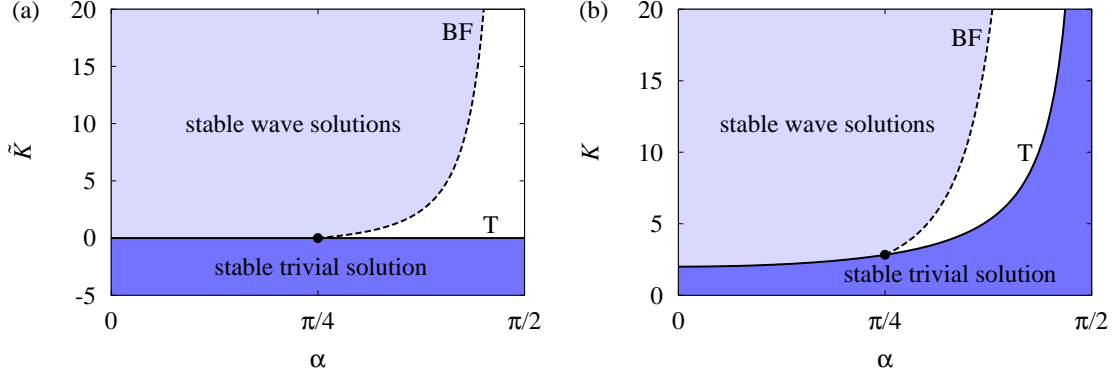 (a)
20
15
10
5
0
-5
K̃
BF
stable wave solutions
T
stable trivial solution
0
π/4
π/2
α
(b)
20
15
10
5
0
K
BF
stable wave solutions
T
stable trivial solution
0
π/4
π/2
α